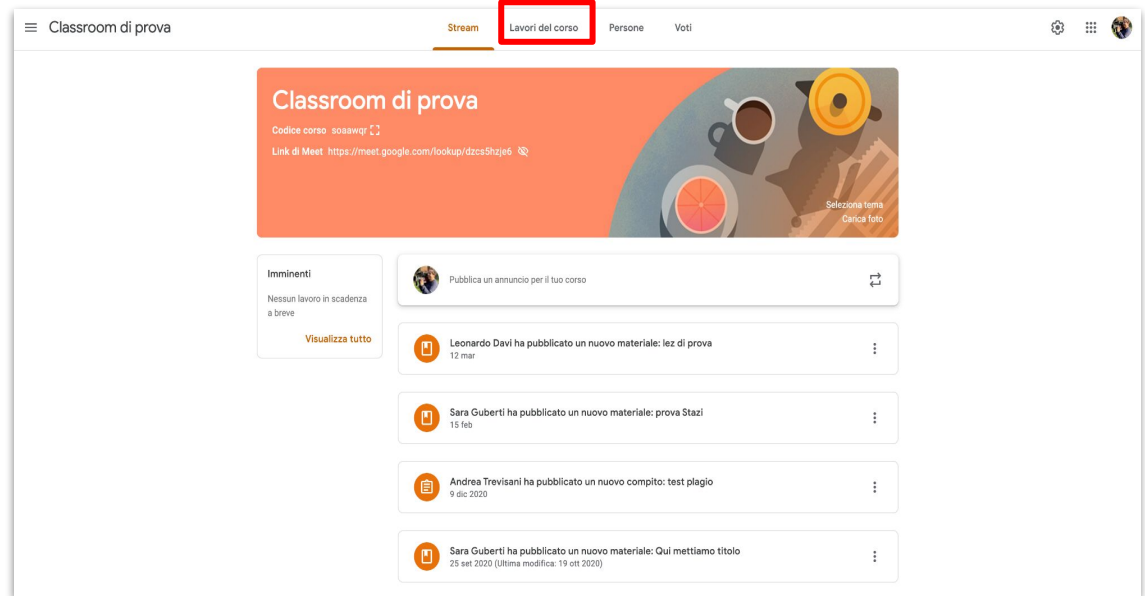 Classroom di prova
Stream Lavori del corso Persone Voti
Classroom di prova
Codice corso soaawqr
Link di Meet https://meet.google.com/lookup/dzcs5hzje6
Seleziona tema
Carica foto
Imminenti
Nessun lavoro in scadenza
a breve
Visualizza tutto
Pubblica un annuncio per il tuo corso
Leonardo Davi ha pubblicato un nuovo materiale: lez di prova
12 mar
Sara Guberti ha pubblicato un nuovo materiale: prova Stazi
15 feb
Andrea Trevisani ha pubblicato un nuovo compito: test plagio
9 dic 2020
Sara Guberti ha pubblicato un nuovo materiale: Qui mettiamo titolo
25 set 2020 (Ultima modifica: 19 ott 2020)